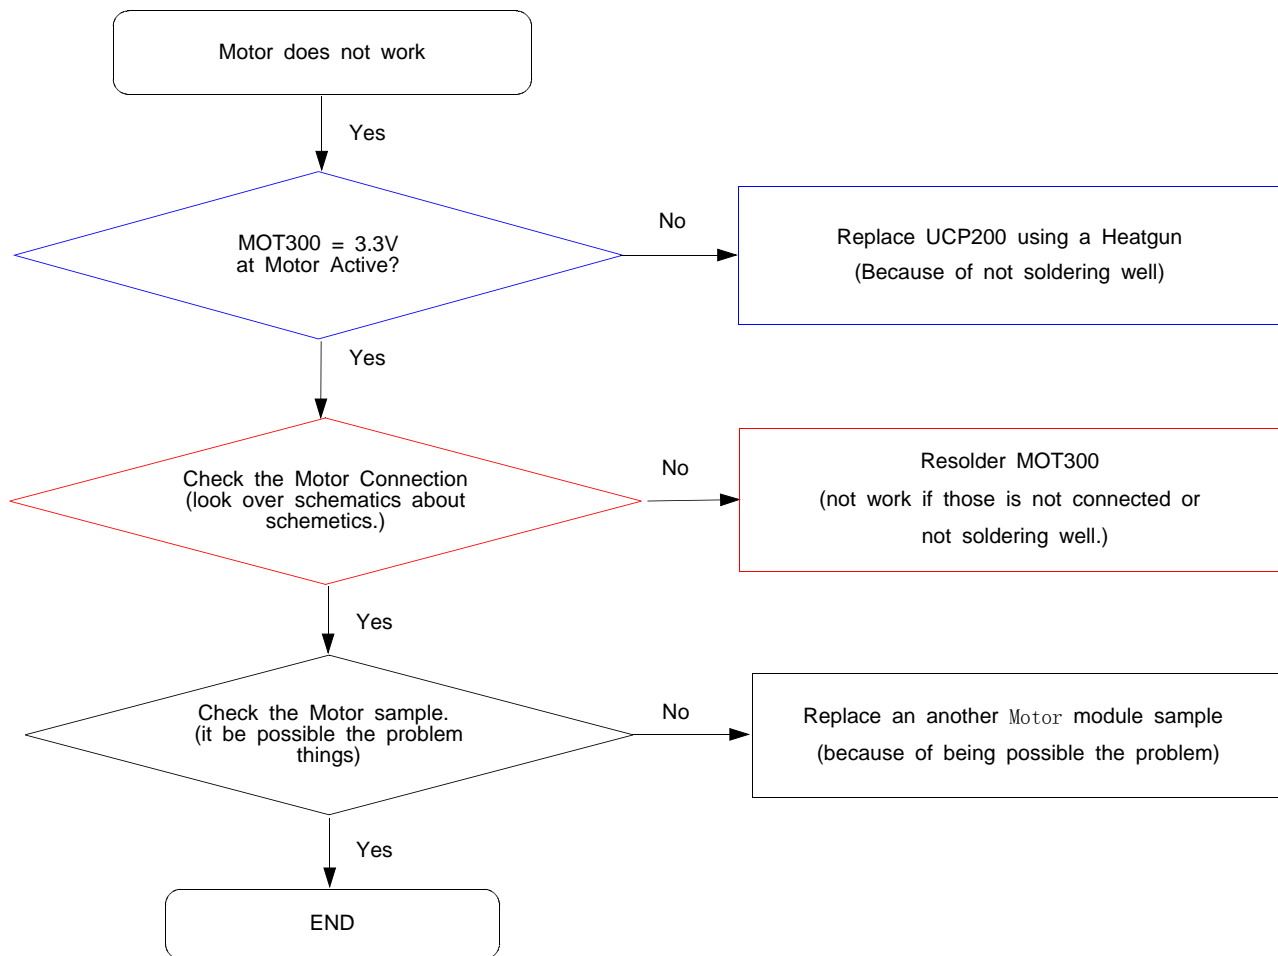 Motor does not work
Yes
MOT300 = 3.3V
at Motor Active?
No
Replace UCP200 using a Heatgun
(Because of not soldering well)
Yes
Check the Motor Connection
(look over schematics about
schemetics.)
No
Resolder MOT300
(not work if those is not connected or
not soldering well.)
Yes
Check the Motor sample.
(it be possible the problem
things)
No
Replace an another Motor module sample
(because of being possible the problem)
Yes
END